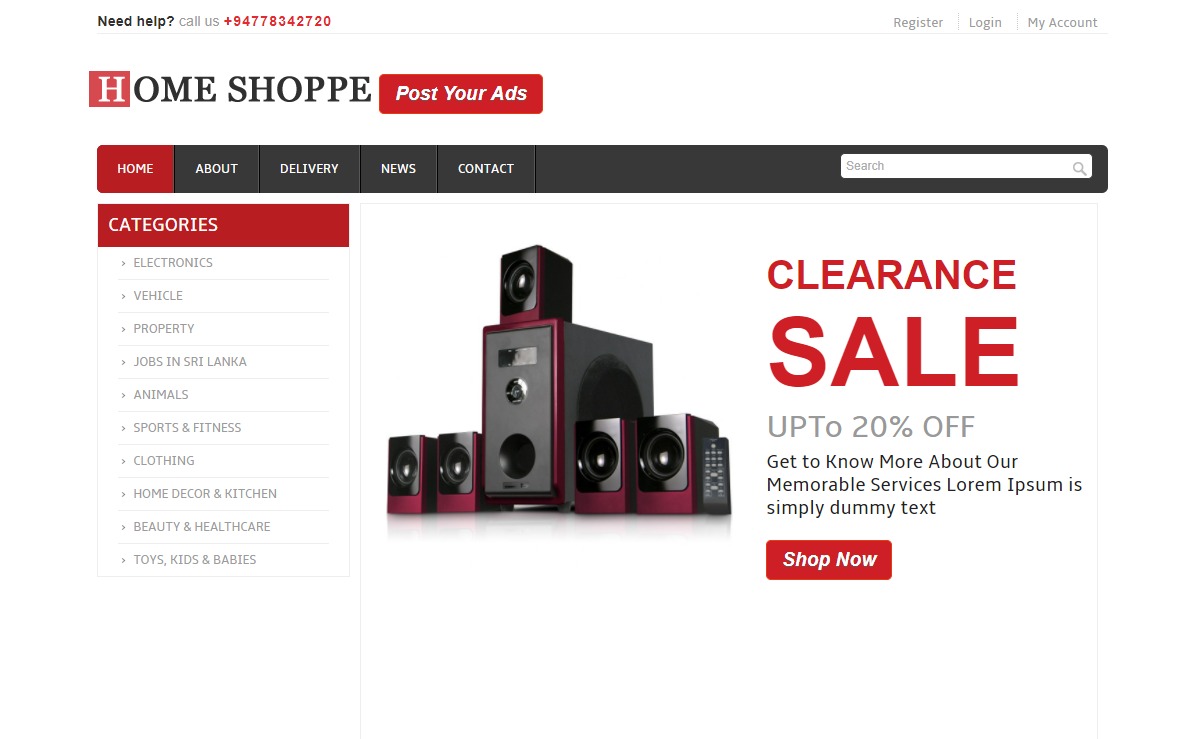 Need help? call us +94778342720
Register Login My Account
HOME SHOPPE Post Your Ads
HOME ABOUT DELIVERY NEWS CONTACT Search
CATEGORIES
› ELECTRONICS
› VEHICLE
› PROPERTY
› JOBS IN SRI LANKA
› ANIMALS
› SPORTS & FITNESS
› CLOTHING
› HOME DECOR & KITCHEN
› BEAUTY & HEALTHCARE
› TOYS, KIDS & BABIES
CLEARANCE
SALE
UPTo 20% OFF
Get to Know More About Our
Memorable Services Lorem Ipsum is
simply dummy text
Shop Now